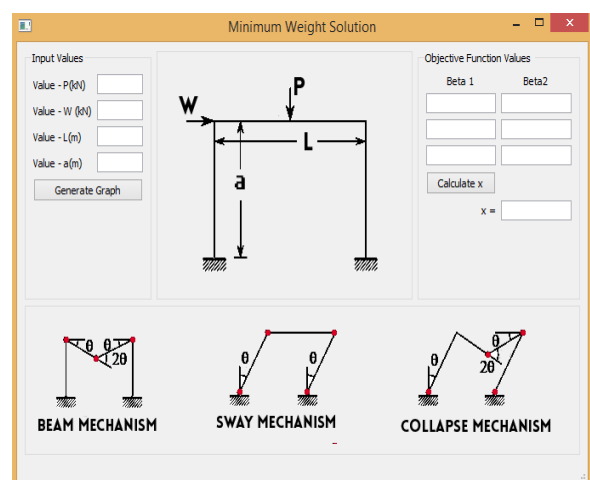 Minimum Weight Solution
Input Values
Value - P(kN)
Value - W (kN)
Value - L(m)
Value - a(m)
Generate Graph
W
P
L
a
Objective Function Values
Beta 1 Beta2
Calculate x
x =
θ θ
2θ
BEAM MECHANISM
θ θ
SWAY MECHANISM
θ θ
2θ
COLLAPSE MECHANISM